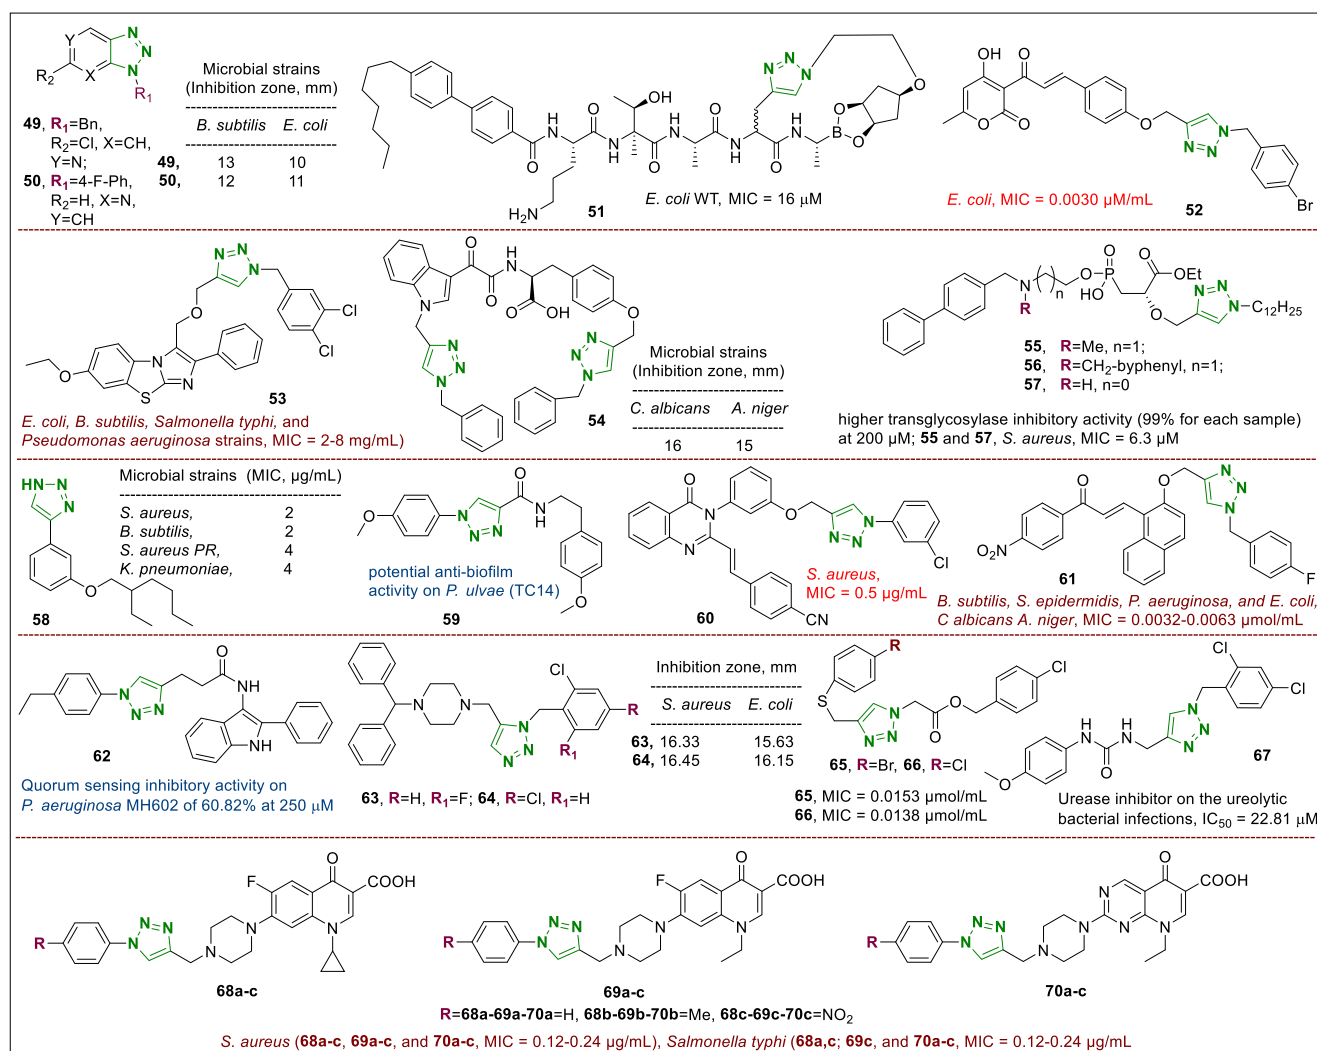 49, R1=Bn,
R2=Cl, X=CH,
Y=N;
50, R1=4-F-Ph,
R2=H, X=N,
Y=CH
Microbial strains
(Inhibition zone, mm)
B. subtilis E. coli
49, 13 10
50, 12 11
51
E. coli WT, MIC = 16 µM
E. coli, MIC = 0.0030 µM/mL
52
53
E. coli, B. subtilis, Salmonella typhi, and
Pseudomonas aeruginosa strains, MIC = 2-8 mg/mL)
54
Microbial strains
(Inhibition zone, mm)
C. albicans A. niger
16 15
55, R=Me, n=1;
56, R=CH2-byphenyl, n=1;
57, R=H, n=0
higher transglycosylase inhibitory activity (99% for each sample)
at 200 µM; 55 and 57, S. aureus, MIC = 6.3 µM
Microbial strains (MIC, µg/mL)
S. aureus, 2
B. subtilis, 2
S. aureus PR, 4
K. pneumoniae, 4
58
potential anti-biofilm
activity on P. ulvae (TC14)
59
S. aureus,
MIC = 0.5 µg/mL
60
61
B. subtilis, S. epidermidis, P. aeruginosa, and E. coli,
C albicans A. niger, MIC = 0.0032-0.0063 µmol/mL
62
Quorum sensing inhibitory activity on
P. aeruginosa MH602 of 60.82% at 250 µM
63, R=H, R1=F; 64, R=Cl, R1=H
Inhibition zone, mm
S. aureus E. coli
63, 16.33 15.63
64, 16.45 16.15
65, R=Br, 66, R=Cl
65, MIC = 0.0153 µmol/mL
66, MIC = 0.0138 µmol/mL
67
Urease inhibitor on the ureolytic
bacterial infections, IC50 = 22.81 µM
68a-c
69a-c
70a-c
R=68a-69a-70a=H, 68b-69b-70b=Me, 68c-69c-70c=NO2
S. aureus (68a-c, 69a-c, and 70a-c, MIC = 0.12-0.24 µg/mL), Salmonella typhi (68a,c; 69c, and 70a-c, MIC = 0.12-0.24 µg/mL